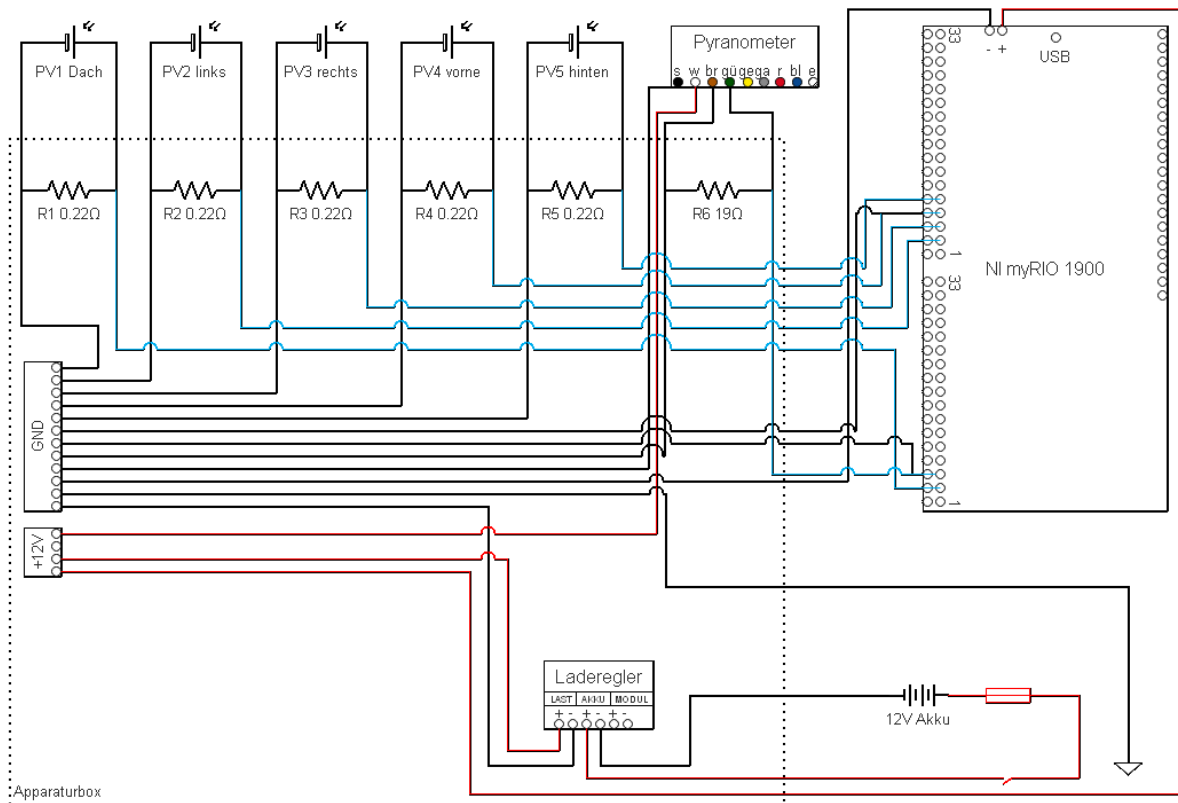 PV1 Dach
PV2 links
PV3 rechts
PV4 vorne
PV5 hinten
Pyranometer
s w br gü ge ga r bl e
33
- +
USB
R1 0.22Ω
R2 0.22Ω
R3 0.22Ω
R4 0.22Ω
R5 0.22Ω
R6 19Ω
1
33
NI myRIO 1900
GND
1
+12V
Laderegler
LAST AKKU MODUL
+ - + - + -
12V Akku
Apparaturbox